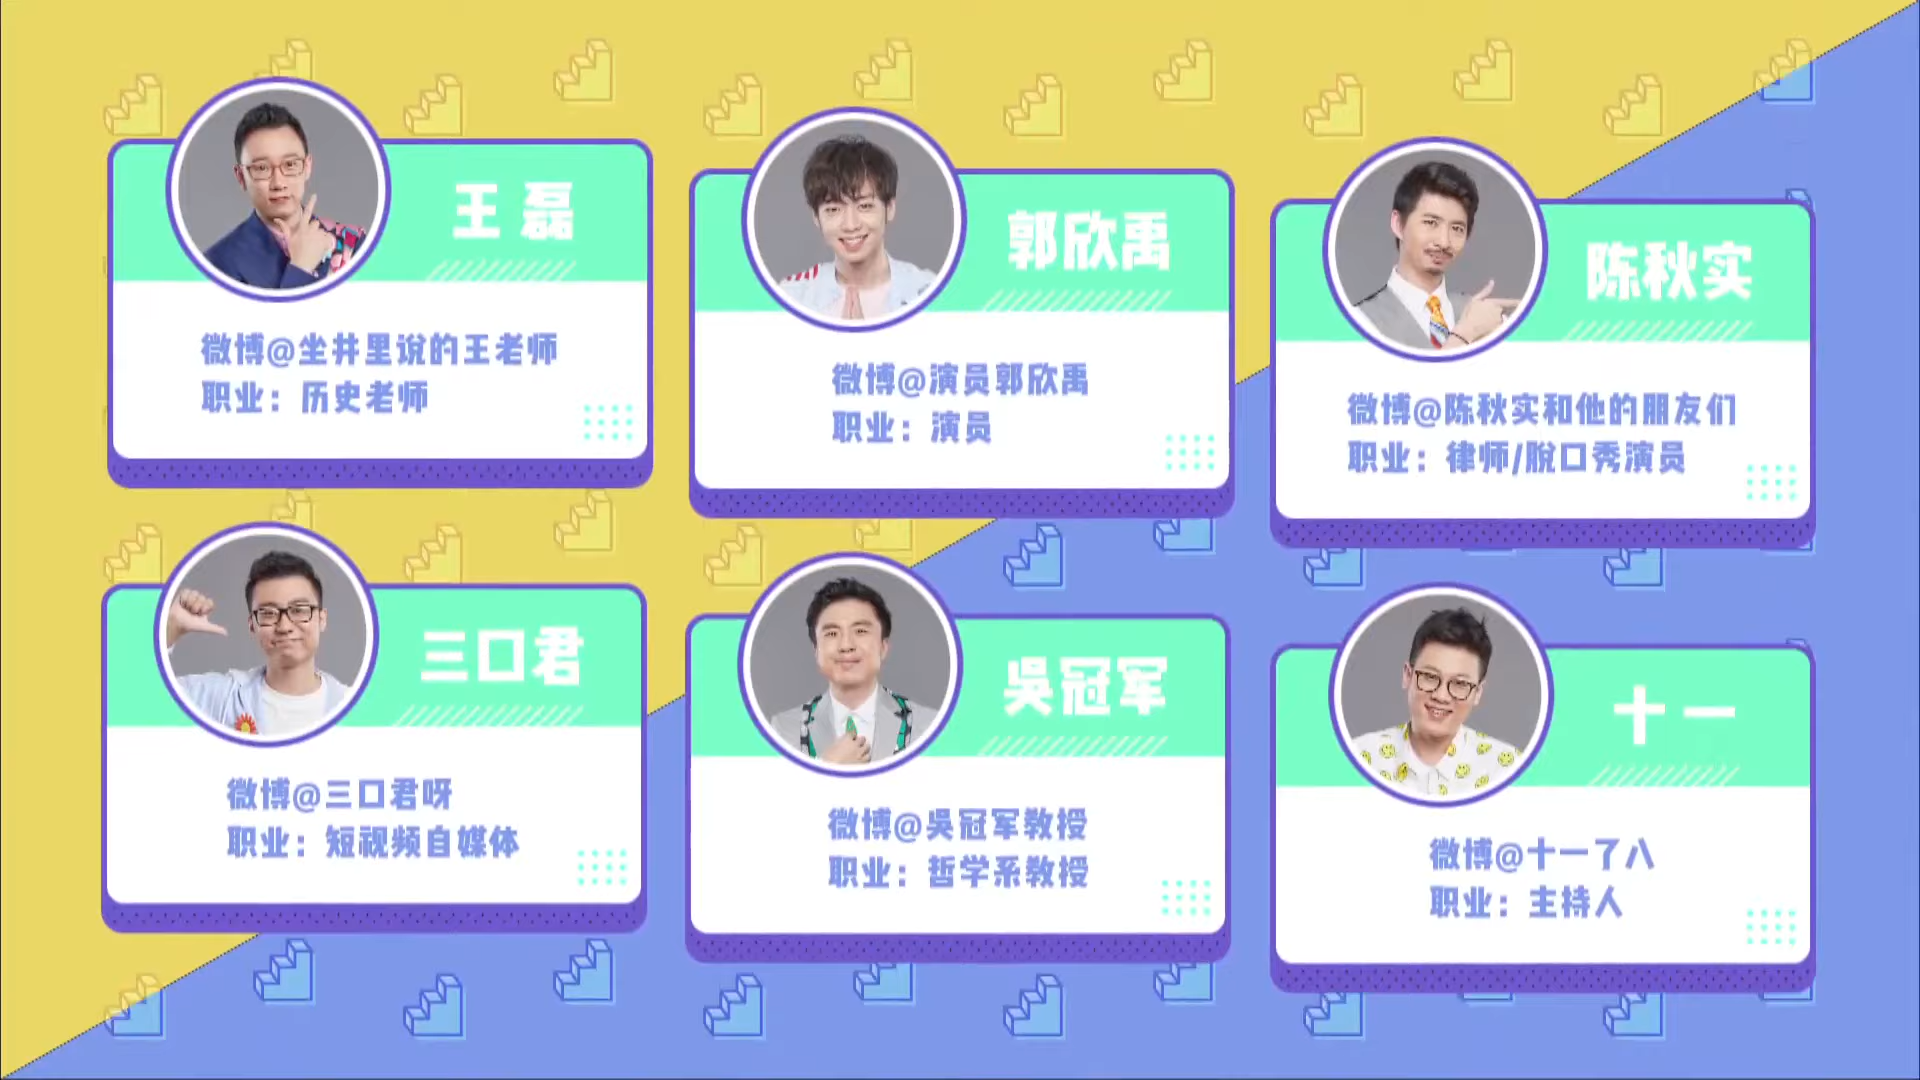 王磊
微博@坐井里说的王老师
职业：历史老师
郭欣禹
微博@演员郭欣禹
职业：演员
陈秋实
微博@陈秋实和他的朋友们
职业：律师/脱口秀演员
三口君
微博@三口君呀
职业：短视频自媒体
吴冠军
微博@吴冠军教授
职业：哲学系教授
十一
微博@十一了八
职业：主持人